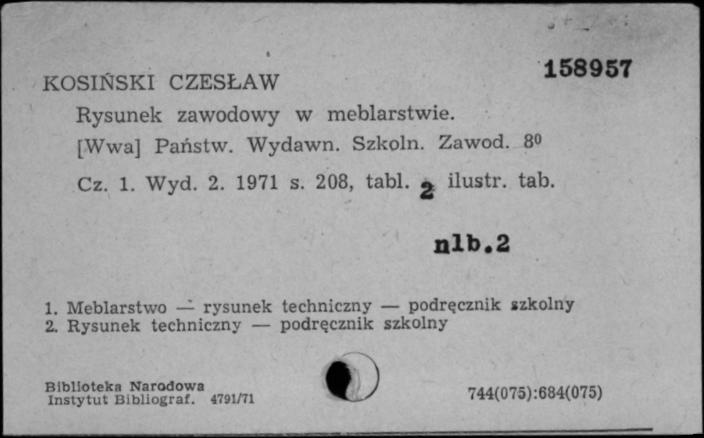 158957
KOSIŃSKI CZESŁAW
Rysunek zawodowy w meblarstwie.
[Wwa] Państw. Wydawn. Szkoln. Zawod. 8⁰
Cz. 1. Wyd. 2. 1971 s. 208, tabl. 2 ilustr. tab.
nlb.2
1. Meblarstwo — rysunek techniczny — podręcznik szkolny
2. Rysunek techniczny — podręcznik szkolny
Biblioteka Narodowa
Instytut Bibliograf. 4791/71
744(075):684(075)